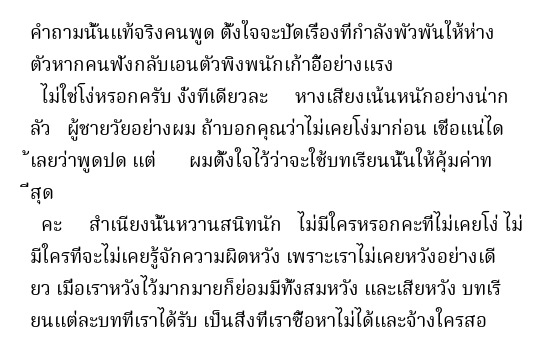 คำถามนั้นแท้จริงคนพูด ตั้งใจจะปัดเรื่องที่กำลังพัวพันให้ห่าง
ตัวหากคนฟังกลับเอนตัวพิงพนักเก้าอี้อย่างแรง
ไม่ใช่โง่หรอกครับ งั่งทีเดียวละ หางเสียงเน้นหนักอย่างน่าก
ลัว ผู้ชายวัยอย่างผม ถ้าบอกคุณว่าไม่เคยโง่มาก่อน เชื่อแน่ได
้เลยว่าพูดปด แต่ ผมตั้งใจไว้ว่าจะใช้บทเรียนนั้นให้คุ้มค่าท
ี่สุด
คะ สำเนียงนั้นหวานสนิทนัก ไม่มีใครหรอกคะที่ไม่เคยโง่ ไม่
มีใครที่จะไม่เคยรู้จักความผิดหวัง เพราะเราไม่เคยหวังอย่างเดี
ยว เมื่อเราหวังไว้มากมายก็ย่อมมีทั้งสมหวัง และเสียหวัง บทเรี
ยนแต่ละบทที่เราได้รับ เป็นสิ่งที่เราซื้อหาไม่ได้และจ้างใครสอ